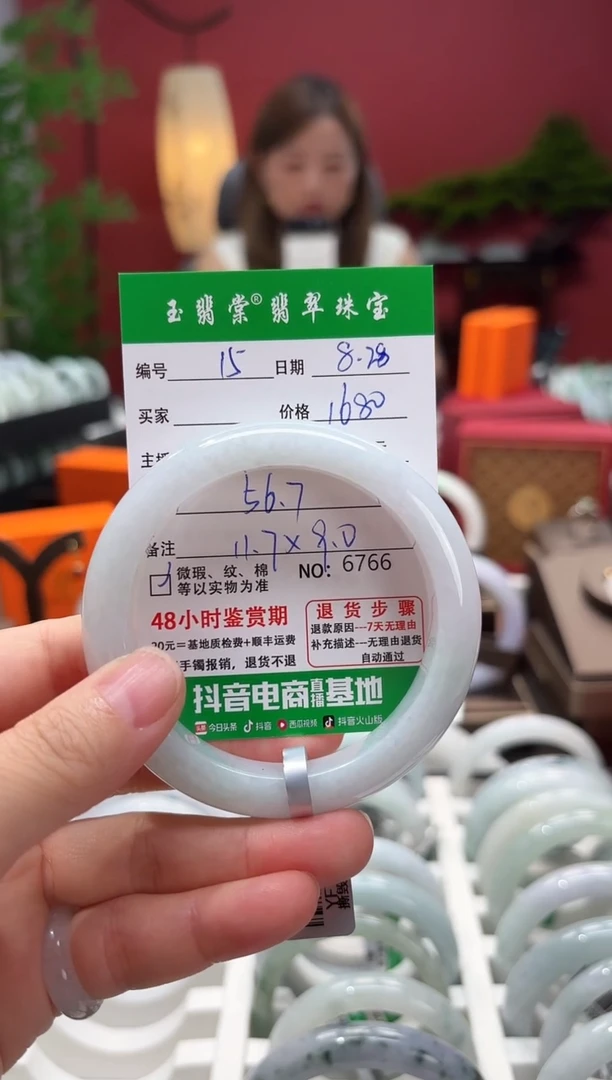 玉翡棠® 翡翠珠宝
编号 15 日期 8-28
买家 价格 1680
主播
56.7
备注 11.7×9.0
微瑕、纹、棉 NO: 6766
等以实物为准
48小时鉴赏期
20元=基地质检费+顺丰运费
手镯报销，退货不退
退货步骤
退款原因---7天无理由
补充描述---无理由退货
自动通过
抖音电商直播基地
头条 今日头条 抖音 西瓜视频 抖音火山版